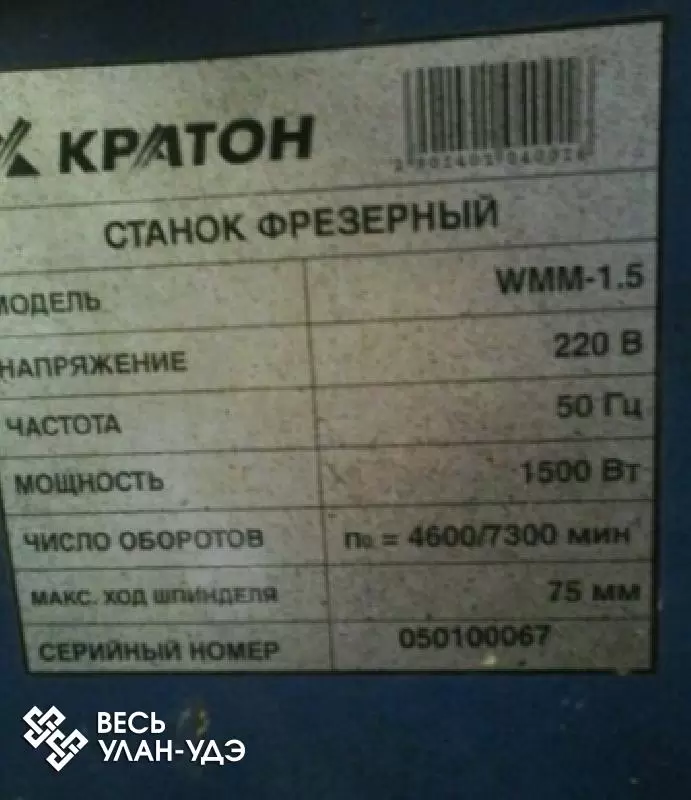 КРАТОН
СТАНОК ФРЕЗЕРНЫЙ
МОДЕЛЬ WMM-1.5
НАПРЯЖЕНИЕ 220 В
ЧАСТОТА 50 Гц
МОЩНОСТЬ 1500 Вт
ЧИСЛО ОБОРОТОВ n₀ = 4600/7300 мин
МАКС. ХОД ШПИНДЕЛЯ 75 мм
СЕРИЙНЫЙ НОМЕР 050100067
ВЕСЬ
УЛАН-УДЭ